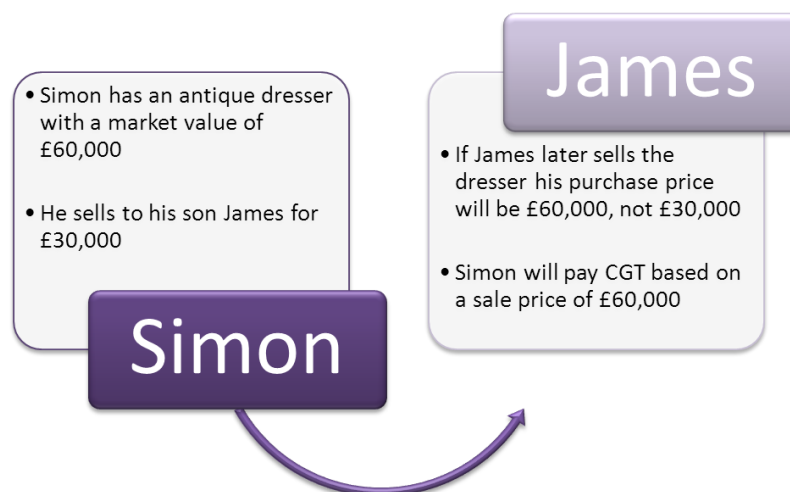 • Simon has an antique dresser
with a market value of
£60,000
• He sells to his son James for
£30,000
Simon
James
• If James later sells the
dresser his purchase price
will be £60,000, not £30,000
• Simon will pay CGT based on
a sale price of £60,000